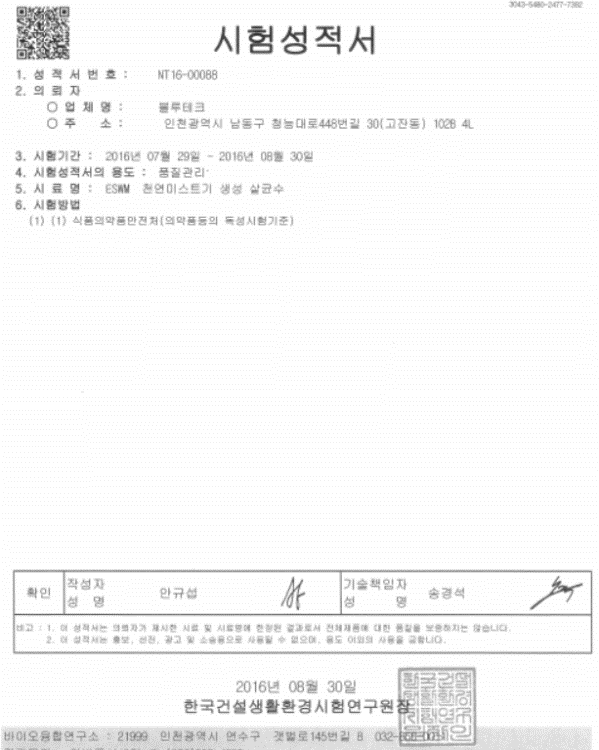 3043-5480-2477-7382
시험성적서
1. 성 적 서 번 호 : NT16-00088
2. 의 뢰 자
○ 업 체 명 : 블루테크
○ 주 소 : 인천광역시 남동구 청능대로448번길 30(고잔동) 102B 4L
3. 시험기간 : 2016년 07월 29일 ~ 2016년 08월 30일
4. 시험성적서의 용도 : 품질관리
5. 시 료 명 : ESWM 천연미스트기 생성 살균수
6. 시험방법
(1) (1) 식품의약품안전처(의약품등의 독성시험기준)
확인 작성자 성 명 안규섭 기술책임자 성 명 송경석
비고 : 1. 이 성적서는 의뢰자가 제시한 시료 및 시료명에 한정된 결과로서 전체제품에 대한 품질을 보증하지는 않습니다.
2. 이 성적서는 홍보, 선전, 광고 및 소송용으로 사용될 수 없으며, 용도 이외의 사용을 금합니다.
2016년 08월 30일
한국건설생활환경시험연구원장
바이오융합연구소 : 21999 인천광역시 연수구 갯벌로145번길 8